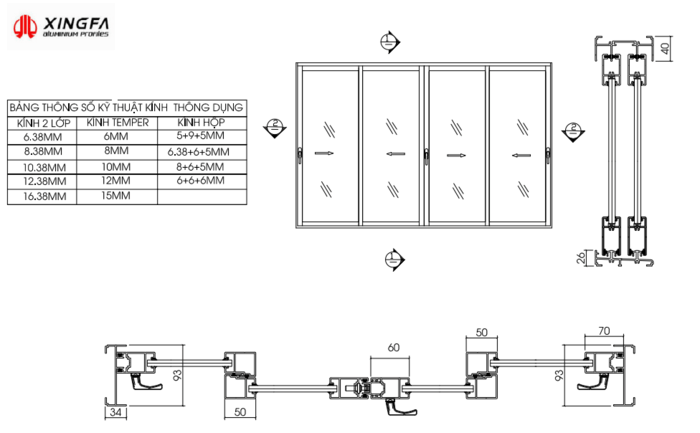 XINGFA
aluminium profiles
BẢNG THÔNG SỐ KỸ THUẬT KÍNH THÔNG DỤNG
KÍNH 2 LỚP KÍNH TEMPER KÍNH HỘP
6.38MM 6MM 5+9+5MM
8.38MM 8MM 6.38+6+5MM
10.38MM 10MM 8+6+5MM
12.38MM 12MM 6+6+6MM
16.38MM 15MM
1
2
2
1
40
26
93
34
50
60
50
70
93